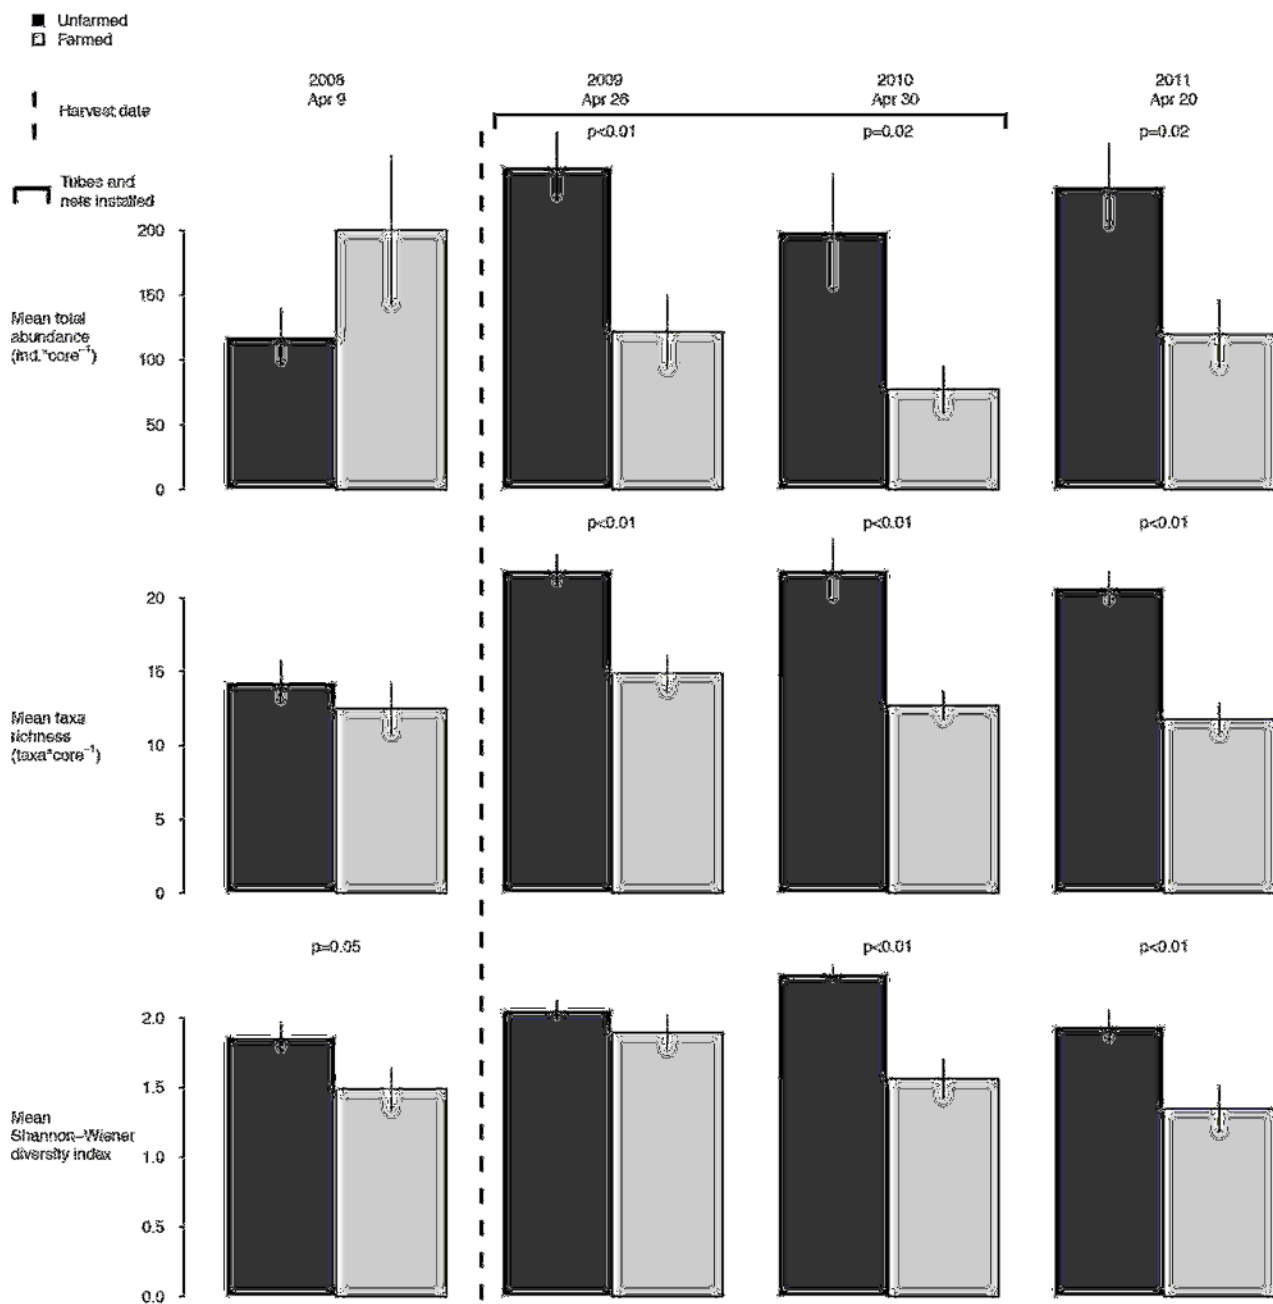 Unfarmed
Farmed
Harvest date
Tubes and
nets installed
2008
Apr 9
2009
Apr 26
2010
Apr 30
2011
Apr 20
p<0.01
p=0.02
p=0.02
200
150
100
50
0
Mean total
abundance
(ind.*core⁻¹)
p<0.01
p<0.01
p<0.01
20
15
10
5
0
Mean taxa
richness
(taxa*core⁻¹)
p=0.05
p<0.01
p<0.01
2.0
1.5
1.0
0.5
0.0
Mean
Shannon–Wiener
diversity index